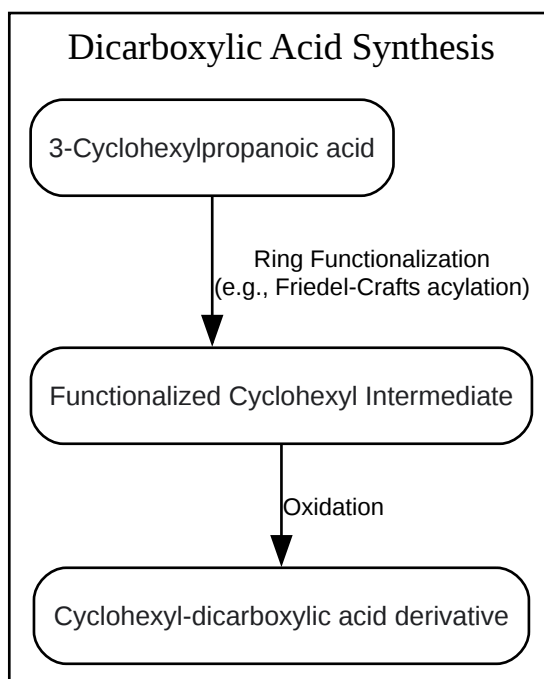 Dicarboxylic Acid Synthesis
3-Cyclohexylpropanoic acid
Ring Functionalization
(e.g., Friedel-Crafts acylation)
Functionalized Cyclohexyl Intermediate
Oxidation
Cyclohexyl-dicarboxylic acid derivative